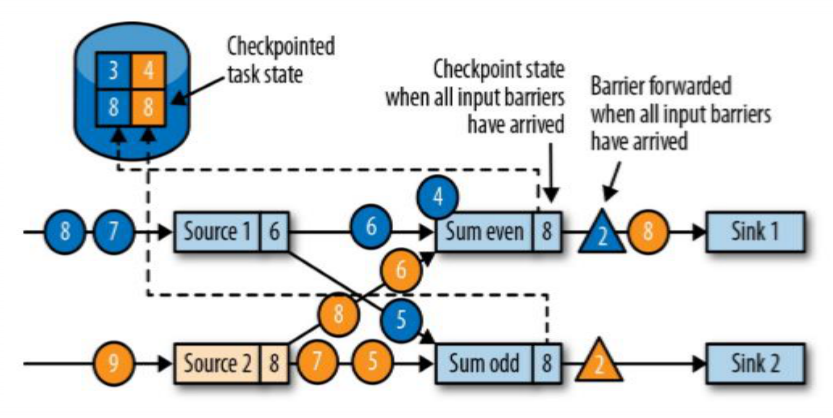 Checkpointed
task state
3 4
8 8
Checkpoint state
when all input barriers
have arrived
Barrier forwarded
when all input barriers
have arrived
4
8 7 Source 1 6 6 Sum even 8 2 8 Sink 1
6
8 5
9 Source 2 8 7 5 Sum odd 8 2 Sink 2